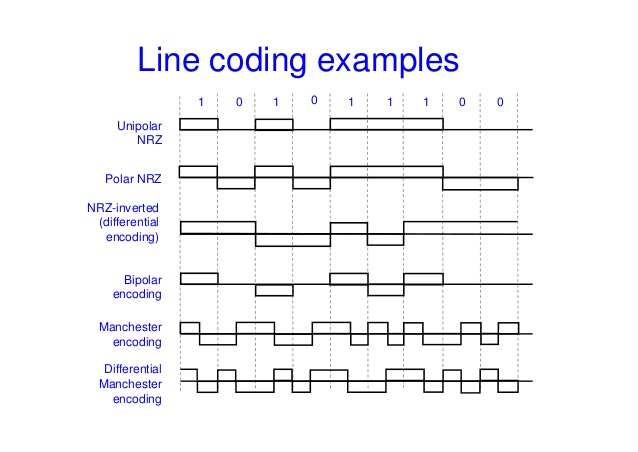 Line coding examples
1 0 1 0 1 1 1 0 0
Unipolar
NRZ
Polar NRZ
NRZ-inverted
(differential
encoding)
Bipolar
encoding
Manchester
encoding
Differential
Manchester
encoding